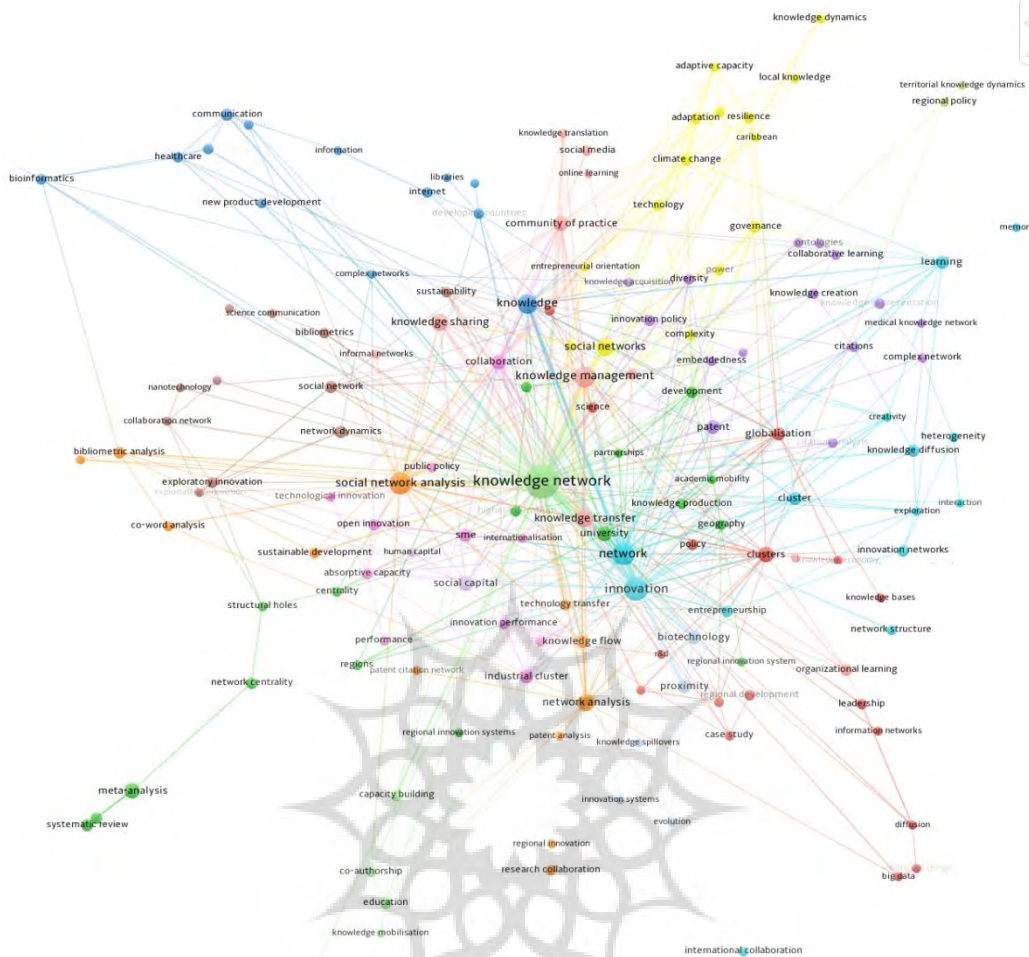 knowledge dynamics
adaptive capacity
local knowledge
territorial knowledge dynamics
regional policy
communication
adaptation
resilience
knowledge translation
caribbean
information
social media
healthcare
climate change
online learning
bioinformatics
libraries
internet
new product development
technology
developing countries
community of practice
governance
memor
ontologies
collaborative learning
learning
entrepreneurial orientation
power
complex networks
knowledge acquisition
diversity
sustainability
knowledge creation
knowledge
science communication
knowledge sharing
innovation policy
medical knowledge network
bibliometrics
complexity
social networks
citations
informal networks
collaboration
embeddedness
complex network
knowledge management
nanotechnology
social network
development
science
creativity
collaboration network
network dynamics
patent
globalisation
heterogeneity
bibliometric analysis
partnerships
knowledge diffusion
public policy
social network analysis
knowledge network
academic mobility
exploratory innovation
technological innovation
cluster
knowledge production
interaction
exploration
knowledge transfer
co-word analysis
open innovation
geography
sme
internationalisation
university
policy
sustainable development
human capital
network
clusters
innovation networks
absorptive capacity
social capital
innovation
centrality
knowledge bases
structural holes
technology transfer
entrepreneurship
innovation performance
network structure
biotechnology
performance
knowledge flow
r&d
regions
patent citation network
regional innovation system
organizational learning
industrial cluster
network centrality
proximity
regional development
network analysis
leadership
regional innovation systems
patent analysis
case study
information networks
knowledge spillovers
meta-analysis
capacity building
innovation systems
systematic review
evolution
diffusion
regional innovation
co-authorship
research collaboration
big data
education
knowledge mobilisation
international collaboration